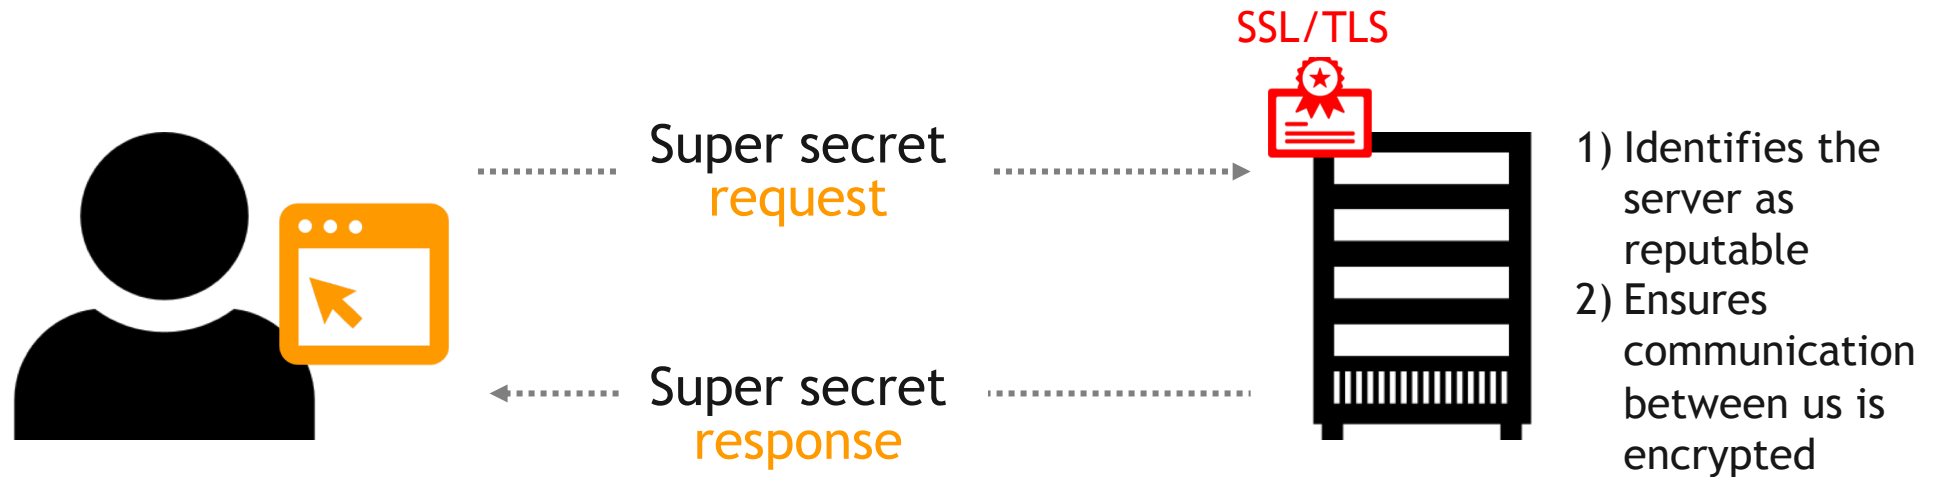 SSL/TLS
Super secret
request
Super secret
response
1) Identifies the
server as
reputable
2) Ensures
communication
between us is
encrypted